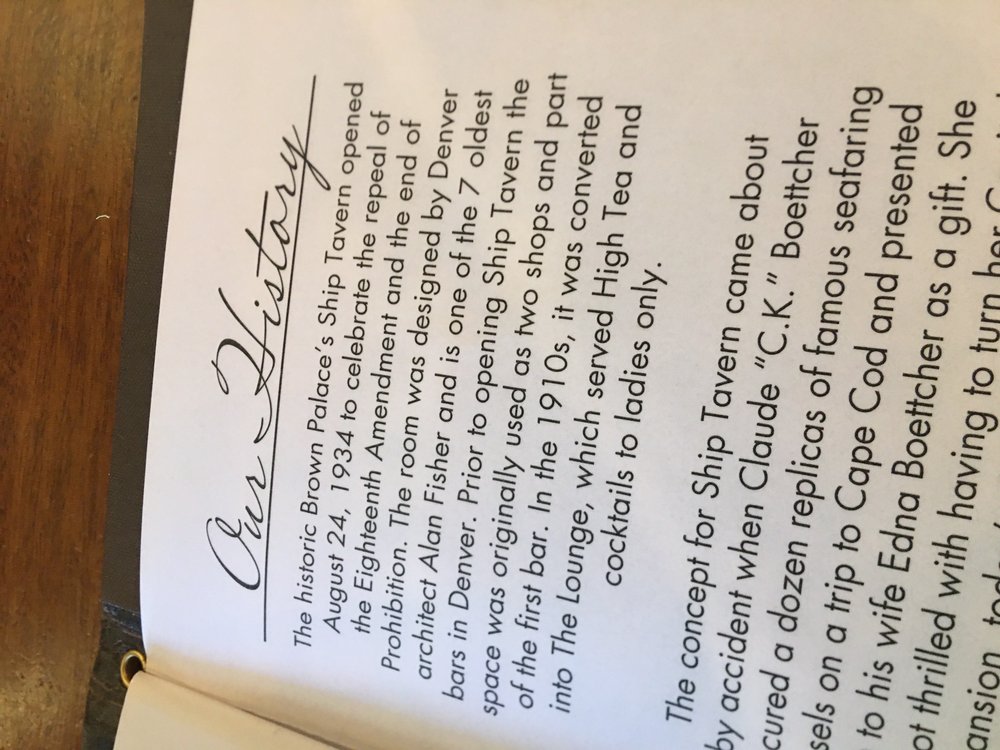 Our History
The historic Brown Palace's Ship Tavern opened
August 24, 1934 to celebrate the repeal of
the Eighteenth Amendment and the end of
Prohibition. The room was designed by Denver
architect Alan Fisher and is one of the 7 oldest
bars in Denver. Prior to opening Ship Tavern the
space was originally used as two shops and part
of the first bar. In the 1910s, it was converted
into The Lounge, which served High Tea and
cocktails to ladies only.
The concept for Ship Tavern came about
by accident when Claude "C.K." Boettcher
cured a dozen replicas of famous seafaring
sels on a trip to Cape Cod and presented
to his wife Edna Boettcher as a gift. She
ot thrilled with having to turn her
ansion